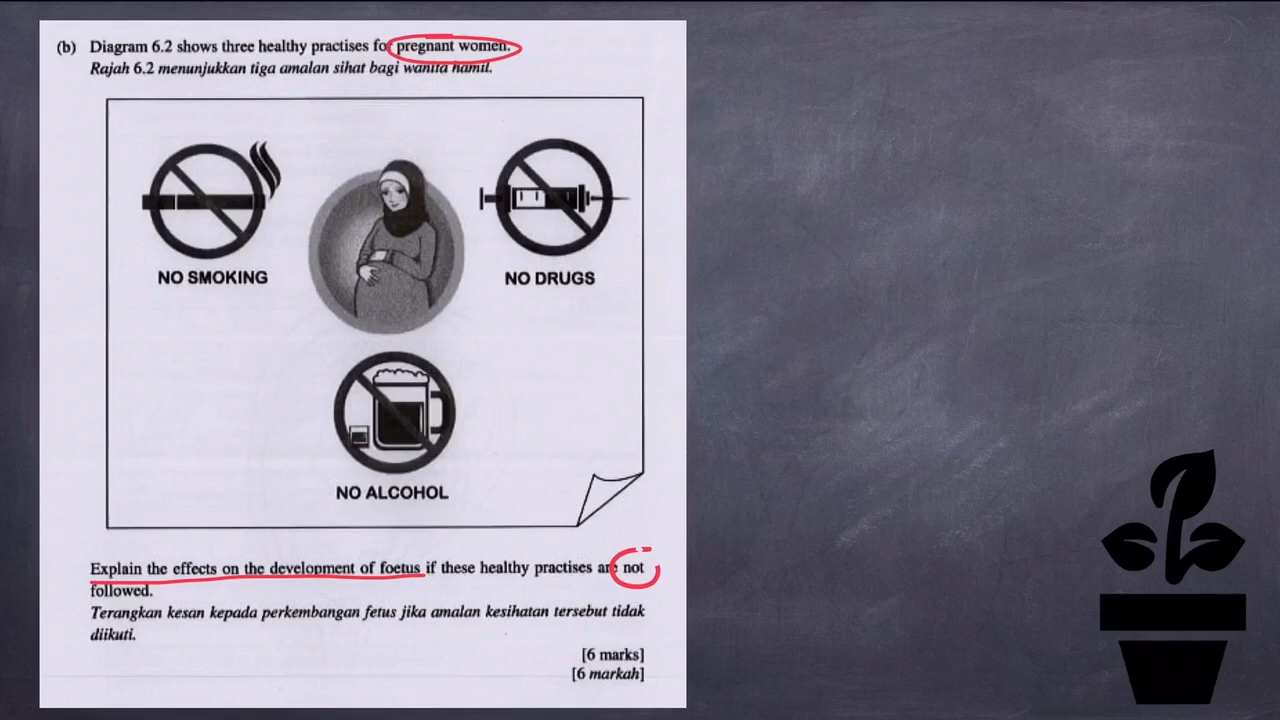 (b) Diagram 6.2 shows three healthy practises for pregnant women.
Rajah 6.2 menunjukkan tiga amalan sihat bagi wanita hamil.
NO SMOKING
NO DRUGS
NO ALCOHOL
Explain the effects on the development of foetus if these healthy practises are not
followed.
Terangkan kesan kepada perkembangan fetus jika amalan kesihatan tersebut tidak
diikuti.
[6 marks]
[6 markah]